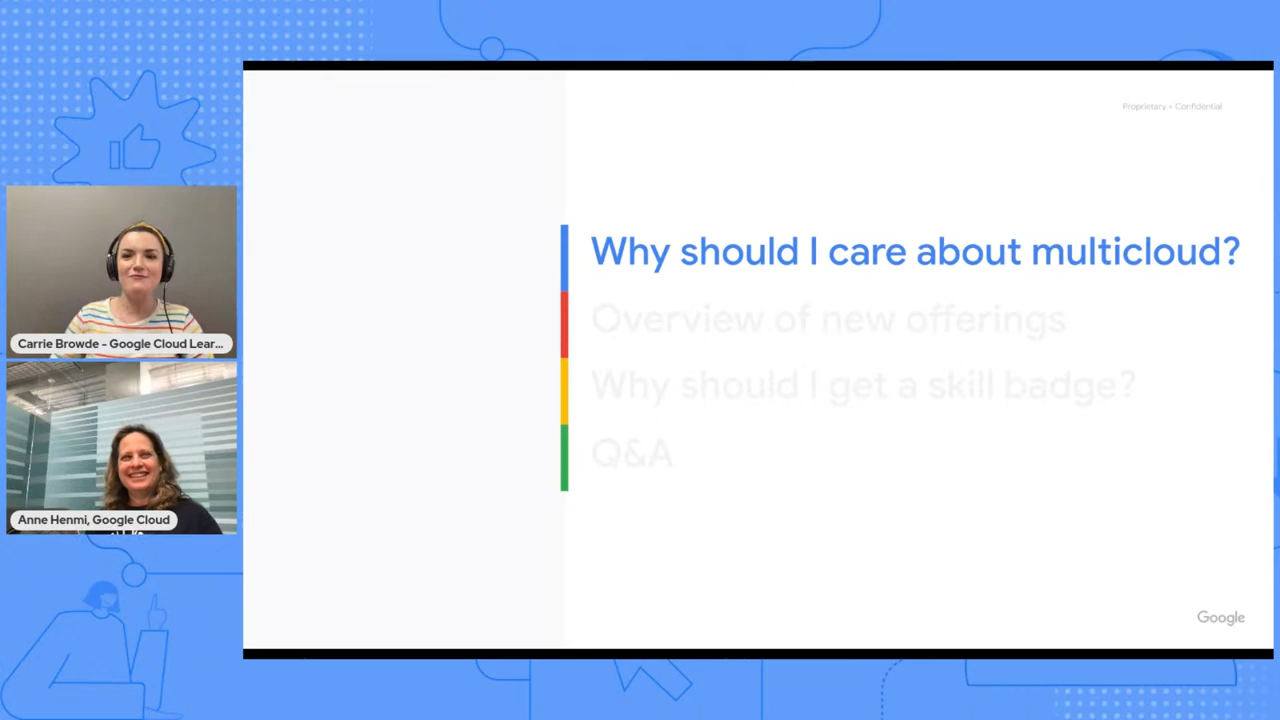 Proprietary + Confidential
Why should I care about multicloud?
Overview of new offerings
Why should I get a skill badge?
Q&A
Carrie Browde - Google Cloud Lear...
Anne Henmi, Google Cloud
Google